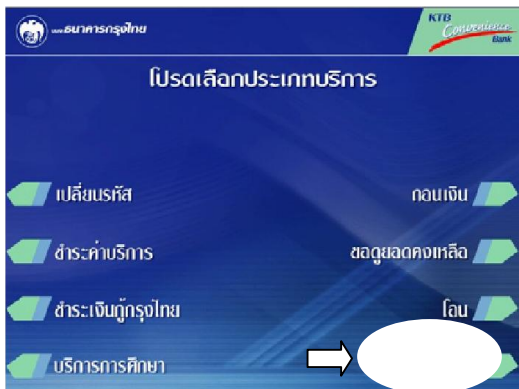 ธนาคารกรุงไทย
KTB
Convenience
Bank
โปรดเลือกประเภทบริการ
เปลี่ยนรหัส
ถอนเงิน
ชำระค่าบริการ
ขอดูยอดคงเหลือ
ชำระเงินกู้กรุงไทย
โอน
บริการการศึกษา